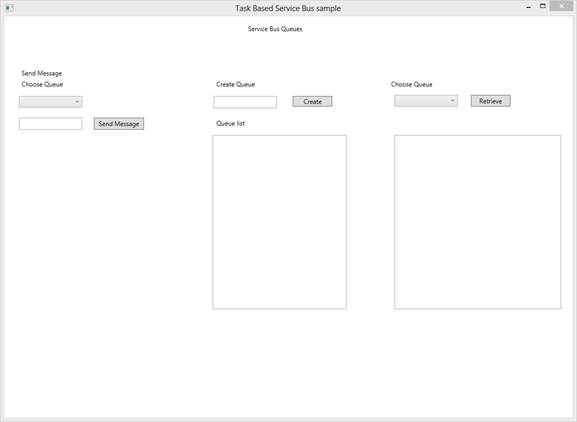 Task Based Service Bus sample
Service Bus Queues
Send Message
Choose Queue
Create Queue
Choose Queue
Create
Retrieve
Send Message
Queue list